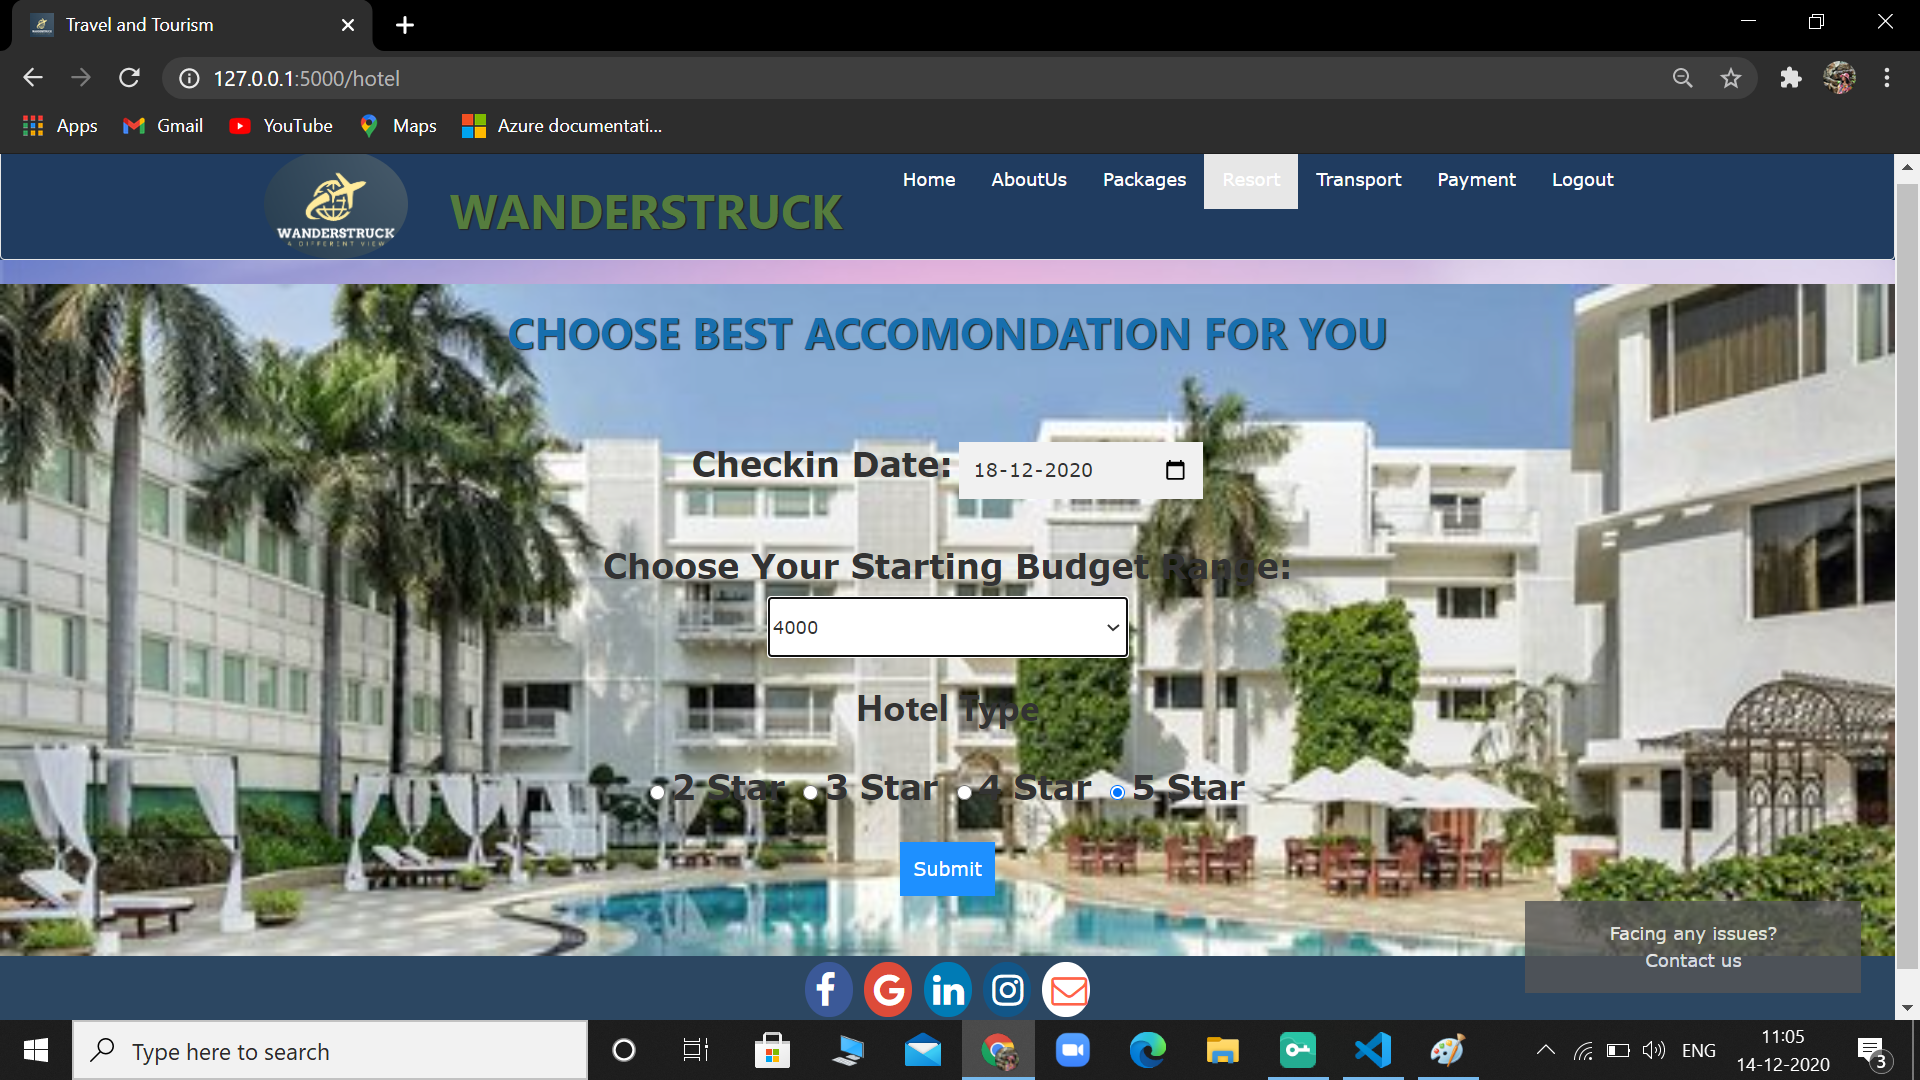 Travel and Tourism
127.0.0.1:5000/hotel
Apps Gmail YouTube Maps Azure documentati...
WANDERSTRUCK
A DIFFERENT VIEW
WANDERSTRUCK
Home AboutUs Packages Resort Transport Payment Logout
CHOOSE BEST ACCOMONDATION FOR YOU
Checkin Date: 18-12-2020
Choose Your Starting Budget Range:
4000
Hotel Type
2 Star 3 Star 4 Star 5 Star
Submit
Facing any issues?
Contact us
Type here to search
ENG
11:05
14-12-2020
3